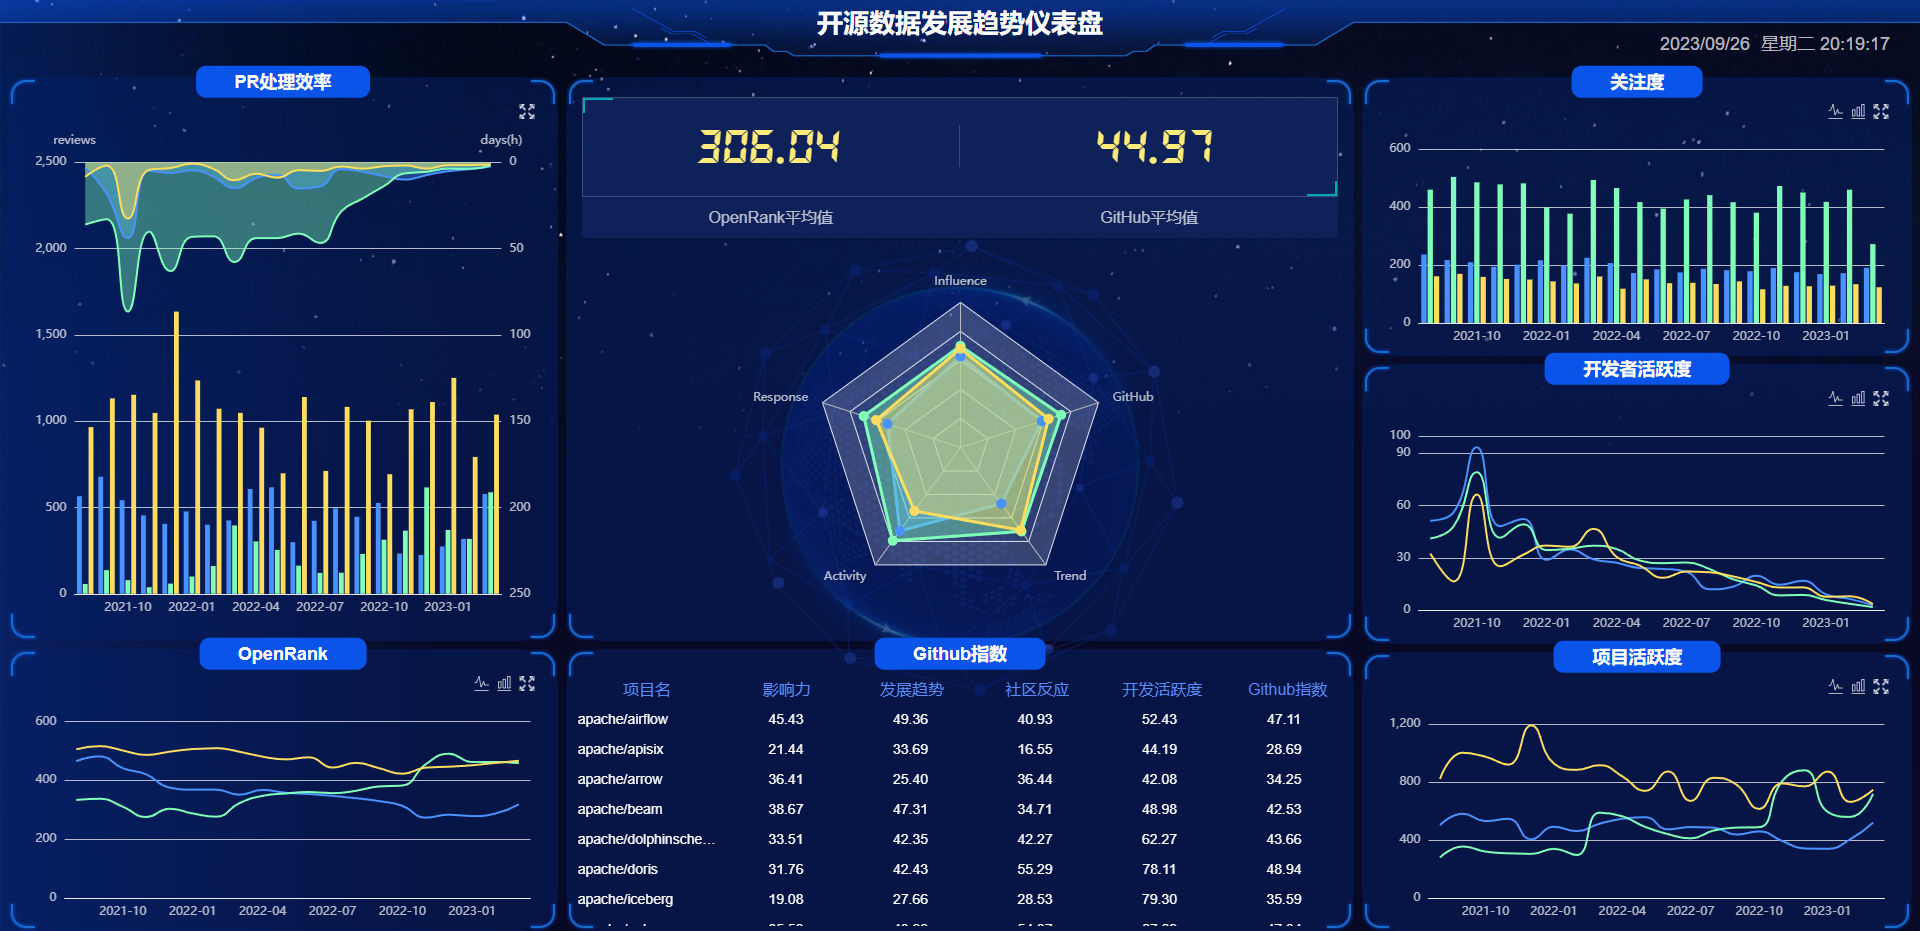 开源数据发展趋势仪表盘
2023/09/26 星期二 20:19:17
PR处理效率
reviews
days(h)
2,500
2,000
1,500
1,000
500
0
0
50
100
150
200
250
2021-10 2022-01 2022-04 2022-07 2022-10 2023-01
OpenRank
600
400
200
0
2021-10 2022-01 2022-04 2022-07 2022-10 2023-01
306.04 44.97
OpenRank平均值 GitHub平均值
Influence
Response
GitHub
Activity
Trend
Github指数
项目名 影响力 发展趋势 社区反应 开发活跃度 Github指数
apache/airflow 45.43 49.36 40.93 52.43 47.11
apache/apisix 21.44 33.69 16.55 44.19 28.69
apache/arrow 36.41 25.40 36.44 42.08 34.25
apache/beam 38.67 47.31 34.71 48.98 42.53
apache/dolphinsche... 33.51 42.35 42.27 62.27 43.66
apache/doris 31.76 42.43 55.29 78.11 48.94
apache/iceberg 19.08 27.66 28.53 79.30 35.59
关注度
600
400
200
0
2021-10 2022-01 2022-04 2022-07 2022-10 2023-01
开发者活跃度
100
90
60
30
0
2021-10 2022-01 2022-04 2022-07 2022-10 2023-01
项目活跃度
1,200
800
400
0
2021-10 2022-01 2022-04 2022-07 2022-10 2023-01